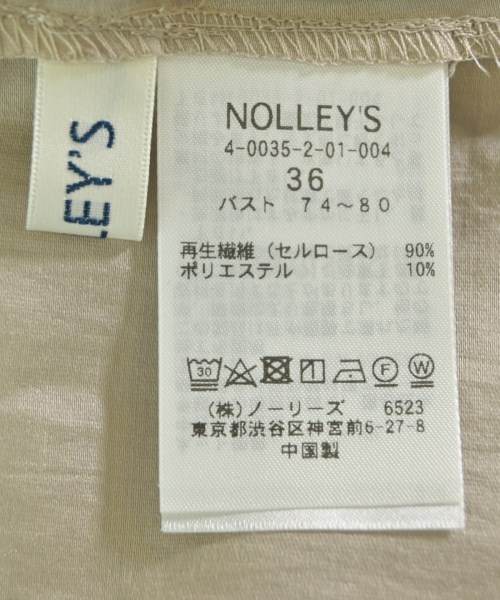 LEY'S
NOLLEY'S
4-0035-2-01-004
36
バスト 74～80
再生繊維（セルロース） 90%
ポリエステル 10%
30 F W
（株）ノーリーズ 6523
東京都渋谷区神宮前6-27-8
中国製